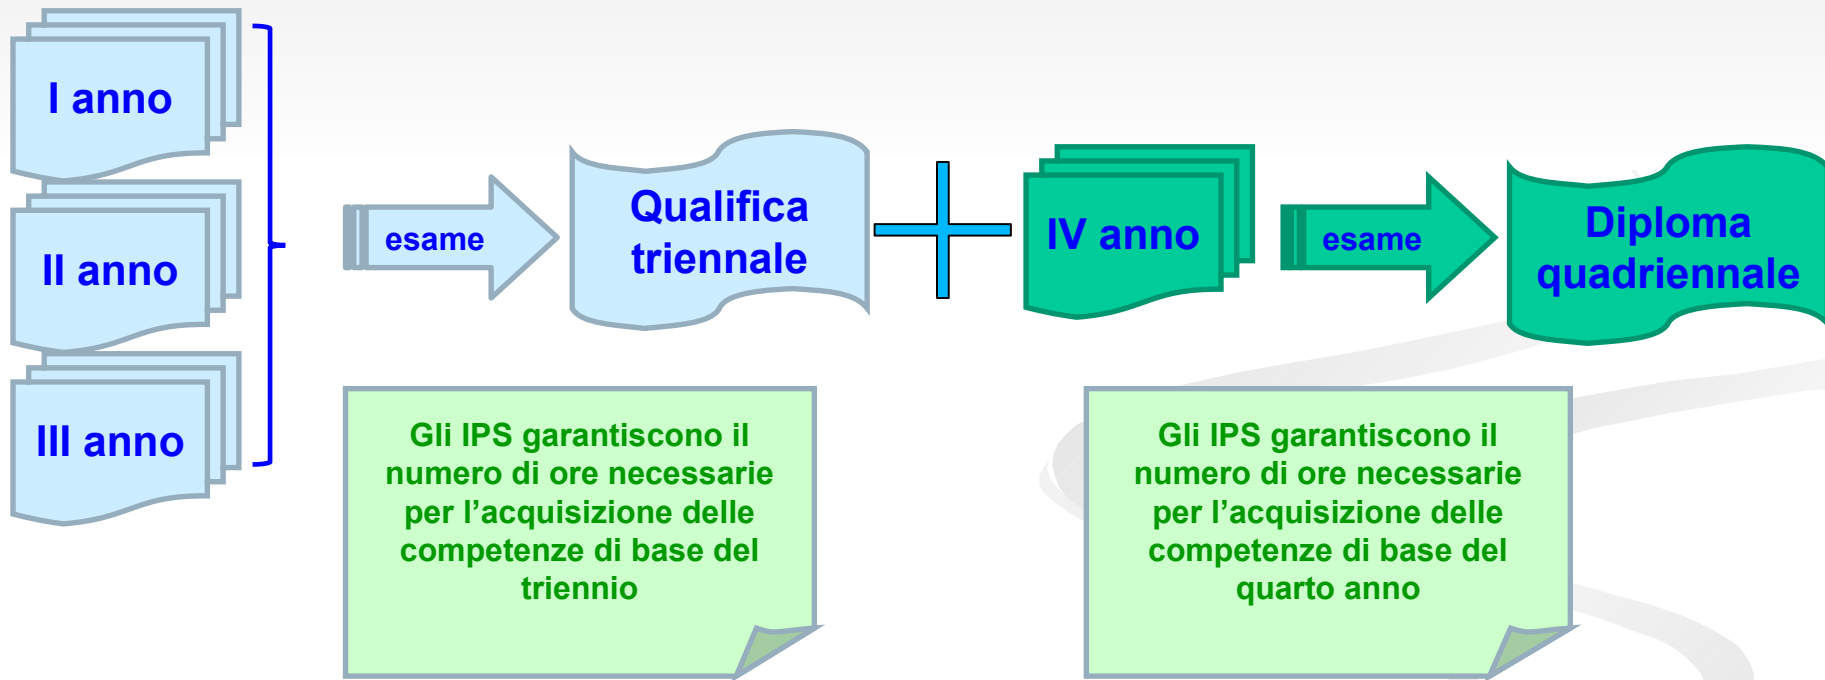 I anno
II anno
III anno
esame
Qualifica
triennale
IV anno
esame
Diploma
quadriennale
Gli IPS garantiscono il
numero di ore necessarie
per l’acquisizione delle
competenze di base del
triennio
Gli IPS garantiscono il
numero di ore necessarie
per l’acquisizione delle
competenze di base del
quarto anno